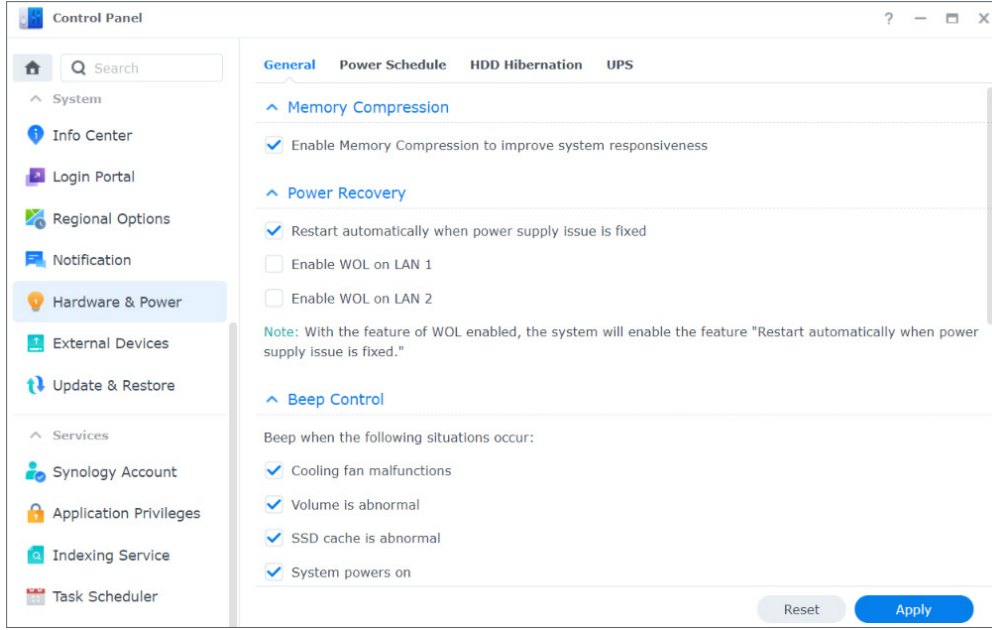 Control Panel
?
Search
System
Info Center
Login Portal
Regional Options
Notification
Hardware & Power
External Devices
Update & Restore
Services
Synology Account
Application Privileges
Indexing Service
Task Scheduler
General Power Schedule HDD Hibernation UPS
Memory Compression
Enable Memory Compression to improve system responsiveness
Power Recovery
Restart automatically when power supply issue is fixed
Enable WOL on LAN 1
Enable WOL on LAN 2
Note: With the feature of WOL enabled, the system will enable the feature "Restart automatically when power
supply issue is fixed."
Beep Control
Beep when the following situations occur:
Cooling fan malfunctions
Volume is abnormal
SSD cache is abnormal
System powers on
Reset Apply